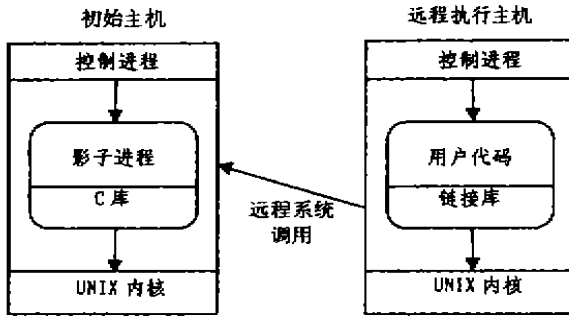 初始主机
控制进程
影子进程
C 库
UNIX 内核
远程系统
调用
远程执行主机
控制进程
用户代码
链接库
UNIX 内核